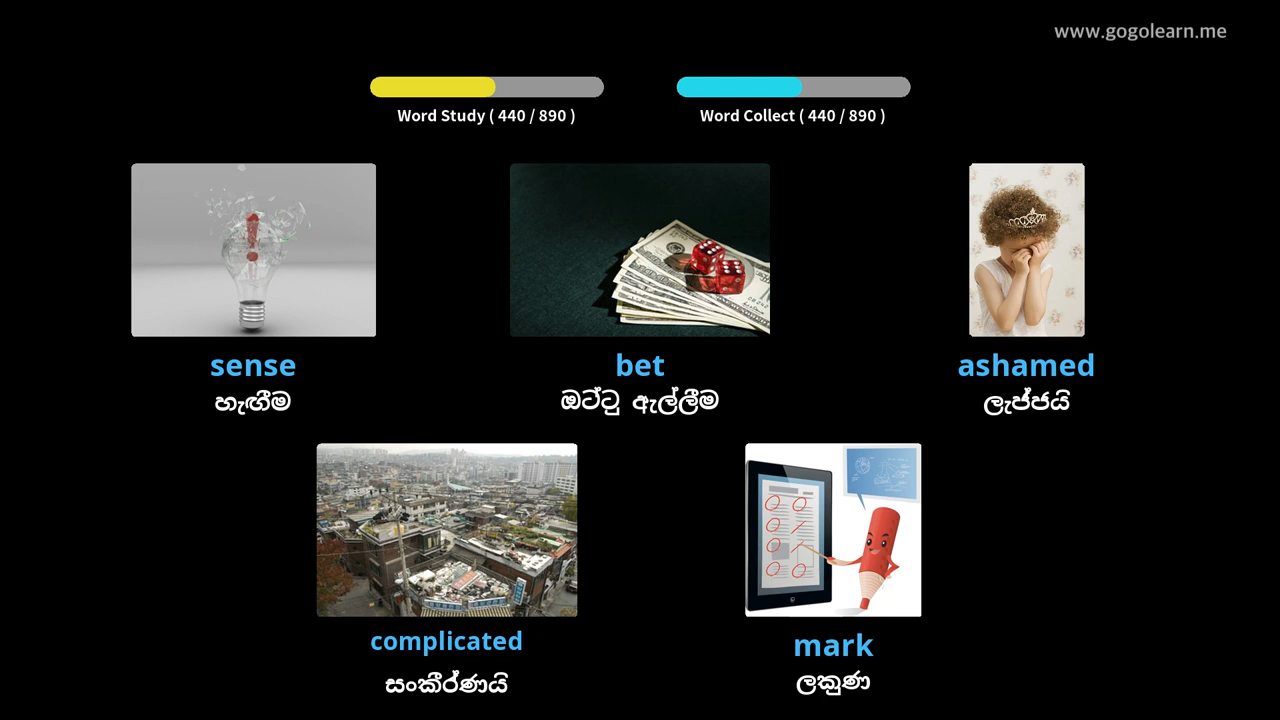 www.gogolearn.me
Word Study ( 440 / 890 )
Word Collect ( 440 / 890 )
sense
හැඟීම
bet
ඔට්ටු ඇල්ලීම
ashamed
ලැජ්ජයි
complicated
සංකීර්ණයි
mark
ලකුණ